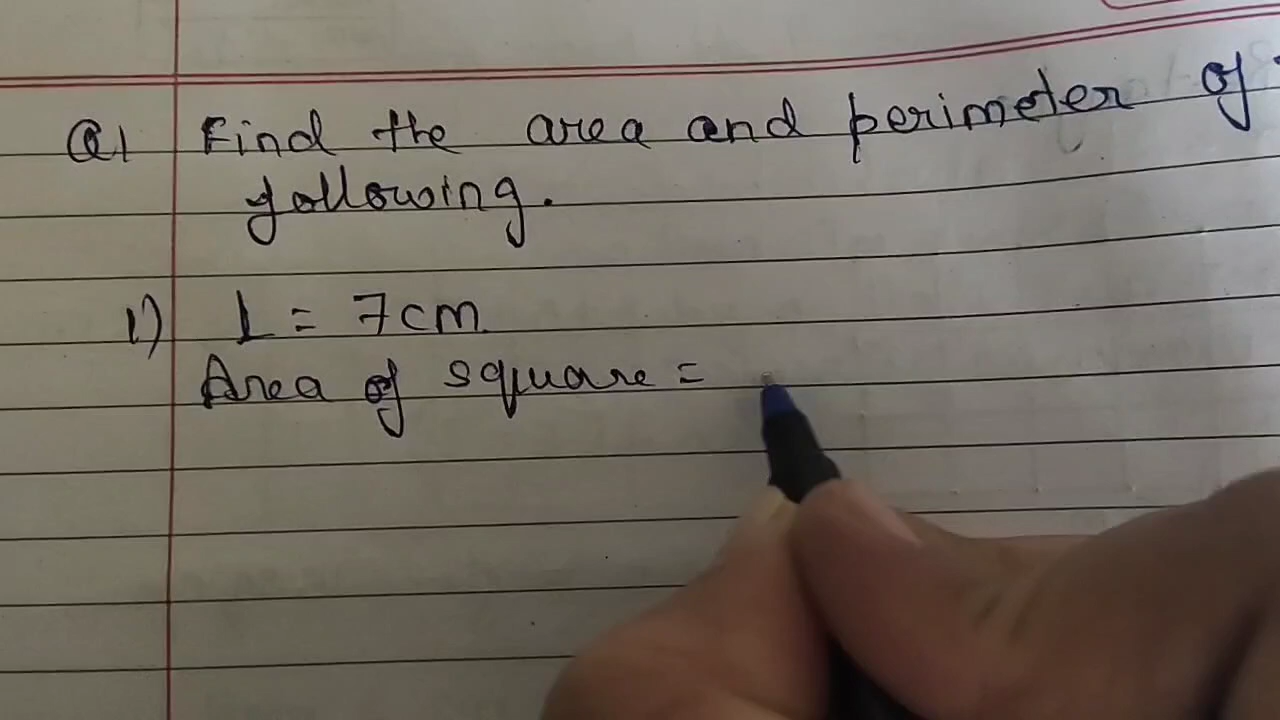 Q1 Find the area and perimeter of
following.
1) L = 7cm
Area of square =